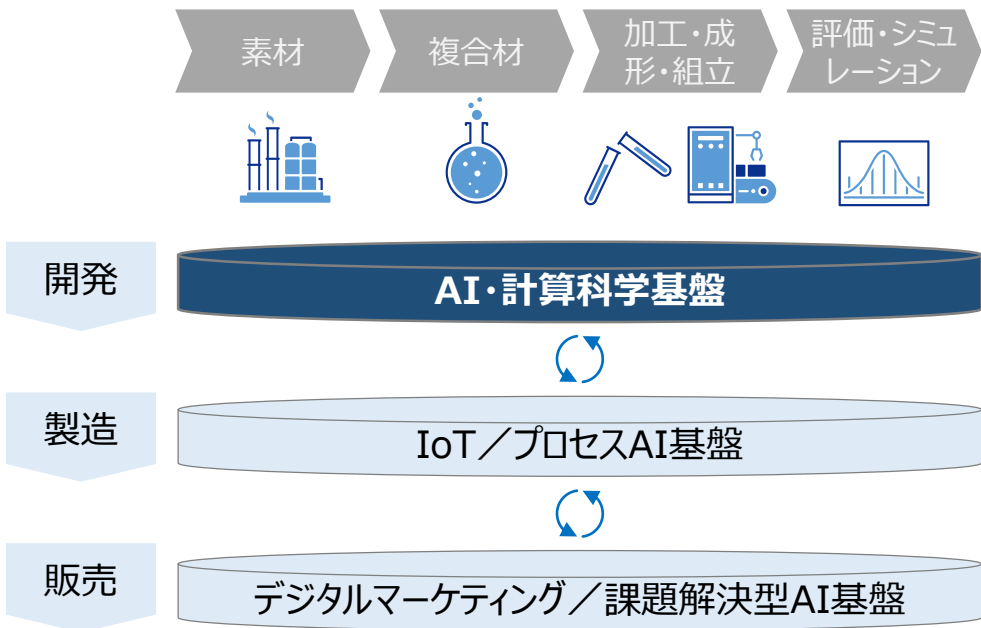 素材
複合材
加工・成
形・組立
評価・シミュ
レーション
開発
AI・計算科学基盤
製造
IoT／プロセスAI基盤
販売
デジタルマーケティング／課題解決型AI基盤